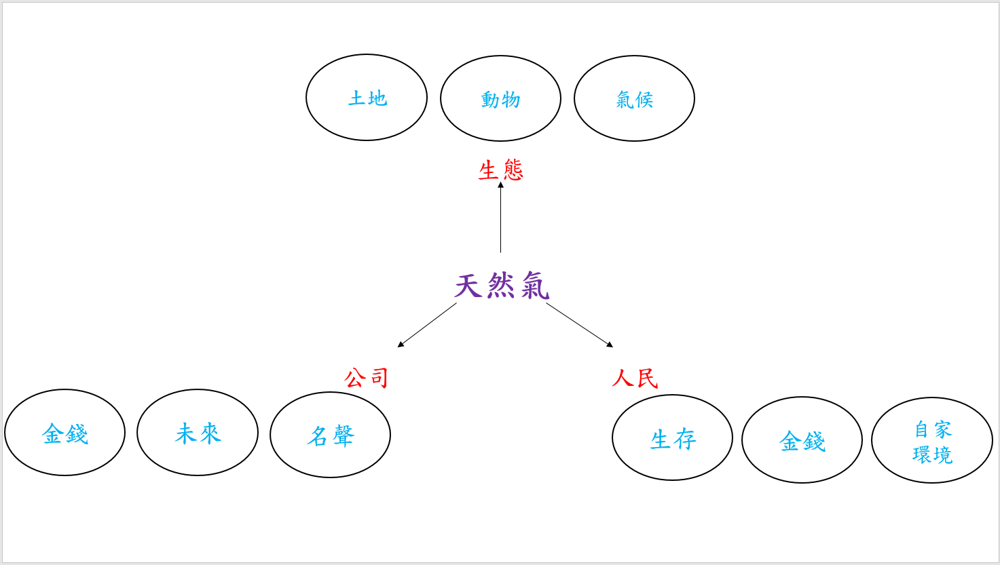 土地
動物
氣候
生態
天然氣
公司
人民
金錢
未來
名聲
生存
金錢
自家
環境